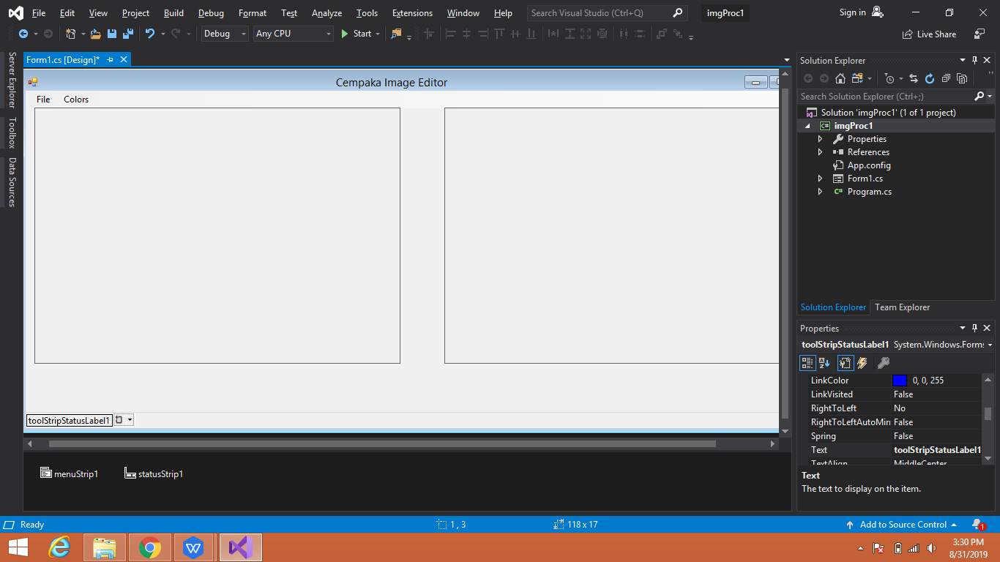 File Edit View Project Build Debug Format Test Analyze Tools Extensions Window Help Search Visual Studio (Ctrl+Q) imgProc1 Sign in
Debug Any CPU Start Live Share
Server Explorer
Toolbox
Data Sources
Form1.cs [Design]*
Cempaka Image Editor
File Colors
toolStripStatusLabel1
menuStrip1 statusStrip1
Solution Explorer
Search Solution Explorer (Ctrl+;)
Solution 'imgProc1' (1 of 1 project)
C# imgProc1
Properties
References
App.config
Form1.cs
C# Program.cs
Solution Explorer Team Explorer
Properties
toolStripStatusLabel1 System.Windows.Forms
LinkColor 0, 0, 255
LinkVisited False
RightToLeft No
RightToLeftAutoMirr False
Spring False
Text toolStripStatusLabel1
TextAlign MiddleCenter
Text
The text to display on the item.
Ready 1 , 3 118 x 17 Add to Source Control 1
3:30 PM
8/31/2019